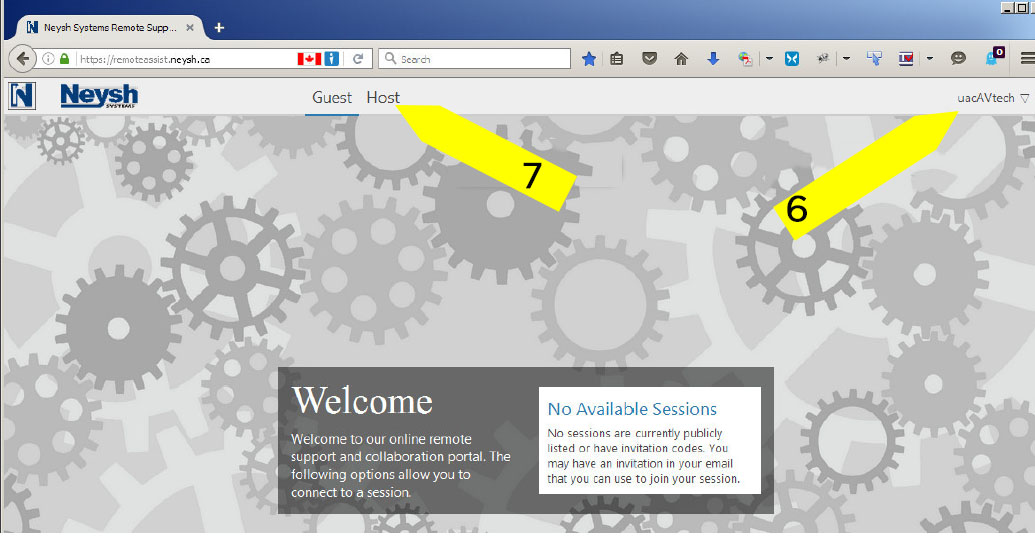 Neysh Systems Remote Supp...
https://remoteassist.neysh.ca
Search
0
N
Neysh
SYSTEMS
Guest Host
uacAVtech
7
6
Welcome
Welcome to our online remote
support and collaboration portal. The
following options allow you to
connect to a session.
No Available Sessions
No sessions are currently publicly
listed or have invitation codes. You
may have an invitation in your email
that you can use to join your session.